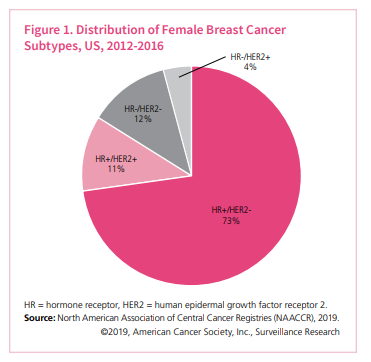 Figure 1. Distribution of Female Breast Cancer
Subtypes, US, 2012-2016
HR-/HER2+
4%
HR-/HER2-
12%
HR+/HER2+
11%
HR+/HER2-
73%
HR = hormone receptor, HER2 = human epidermal growth factor receptor 2.
Source: North American Association of Central Cancer Registries (NAACCR), 2019.
©2019, American Cancer Society, Inc., Surveillance Research